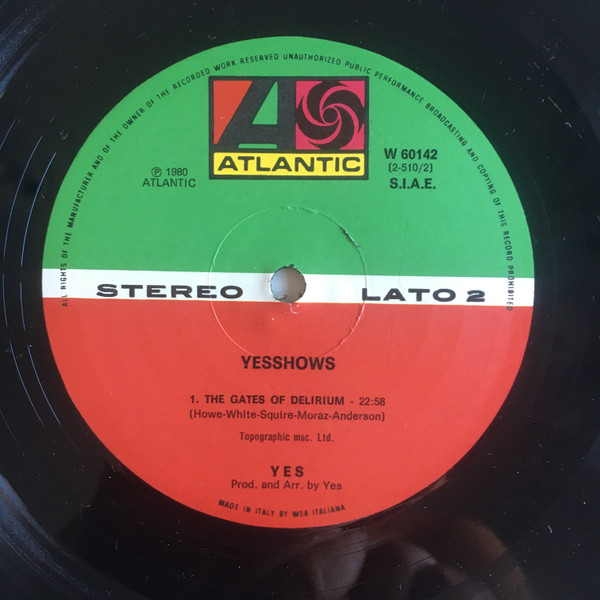 ALL RIGHTS OF THE MANUFACTURER AND OF THE OWNER OF THE RECORDED WORK RESERVED UNAUTHORIZED PUBLIC PERFORMANCE BROADCASTING AND COPYING OF THIS RECORD PROHIBITED
A
ATLANTIC
℗ 1980
ATLANTIC
W 60142
(2-510/2)
S.I.A.E.
STEREO LATO 2
YESSHOWS
1. THE GATES OF DELIRIUM - 22:58
(Howe-White-Squire-Moraz-Anderson)
Topographic msc. Ltd.
YES
Prod. and Arr. by Yes
MADE IN ITALY BY WEA ITALIANA